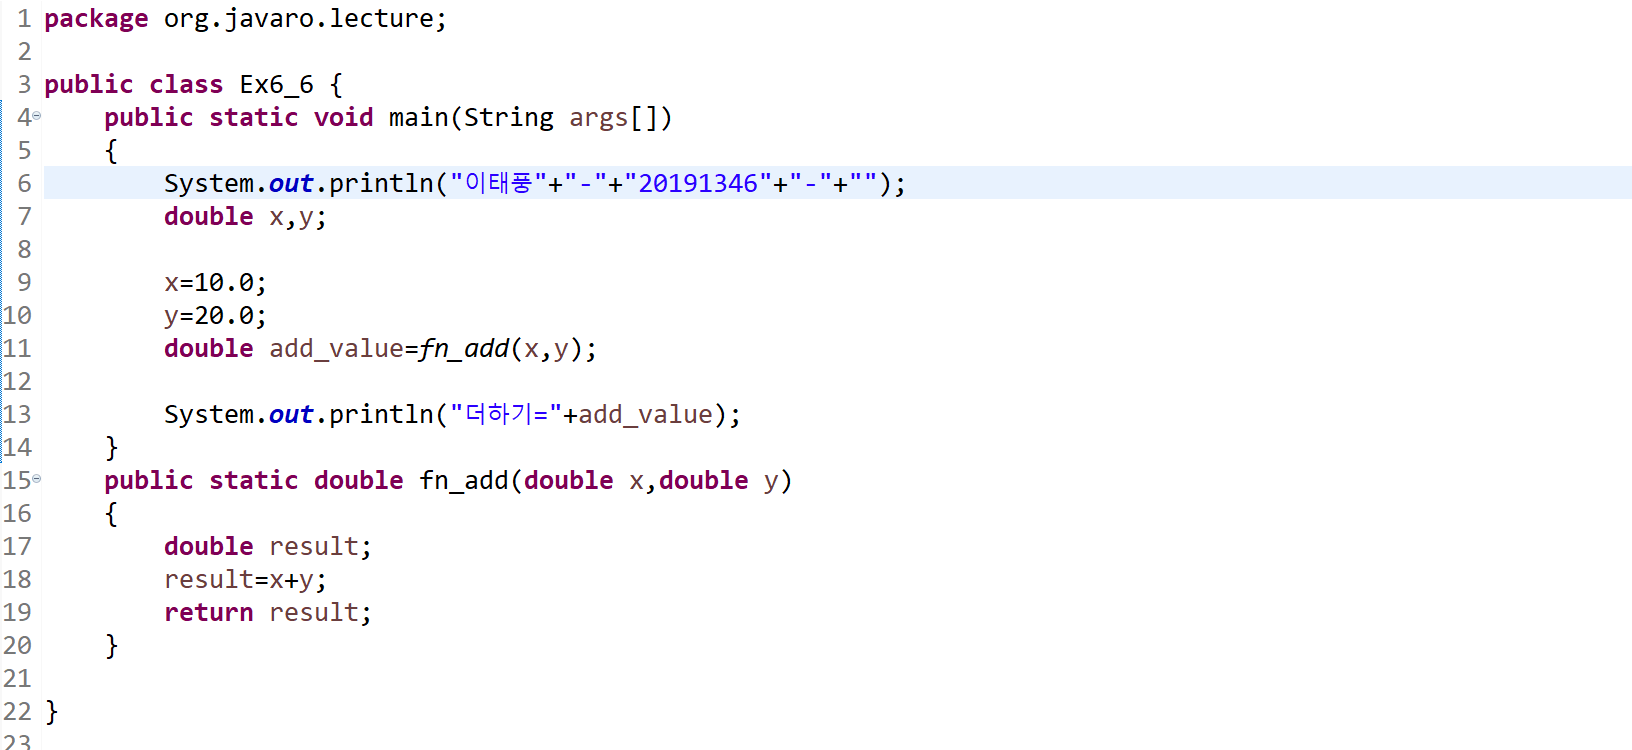 1 package org.javaro.lecture;
2
3 public class Ex6_6 {
4     public static void main(String args[])
5     {
6         System.out.println("이태풍"+"-"+"20191346"+"-"+"");
7         double x,y;
8
9         x=10.0;
10         y=20.0;
11         double add_value=fn_add(x,y);
12
13         System.out.println("더하기="+add_value);
14     }
15     public static double fn_add(double x,double y)
16     {
17         double result;
18         result=x+y;
19         return result;
20     }
21
22 }
23